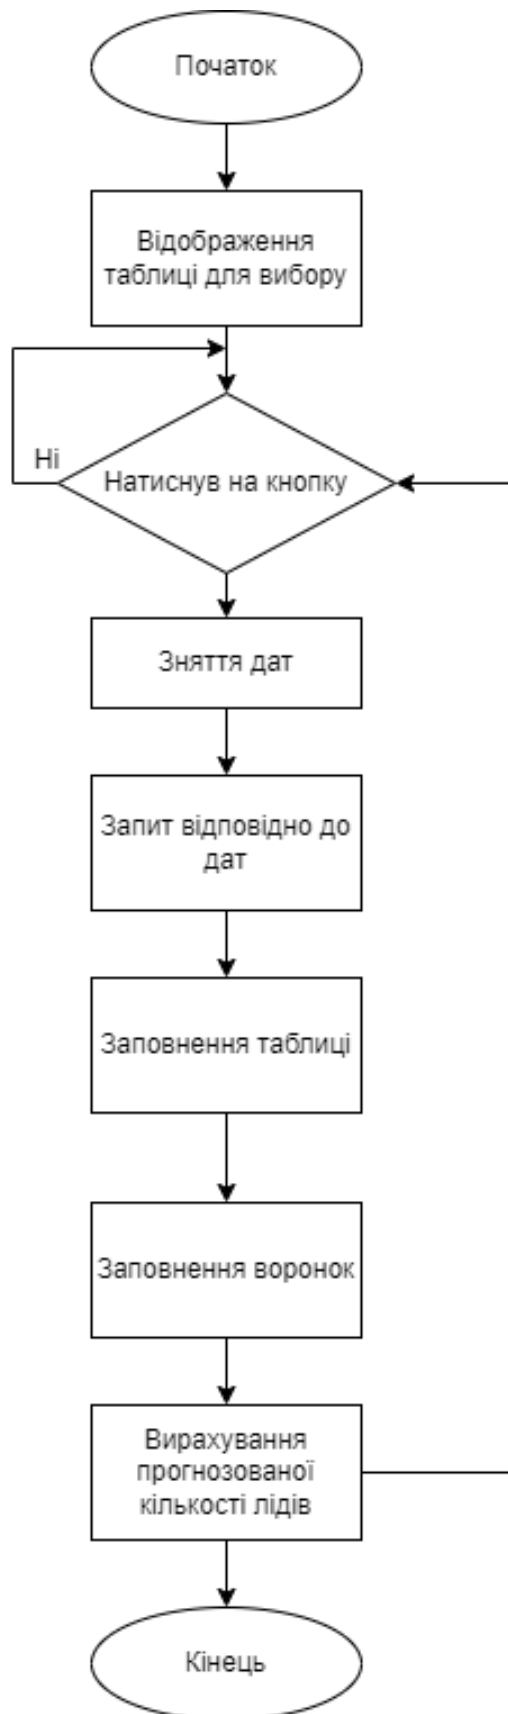 Початок
Відображення
таблиці для вибору
Ні
Натиснув на кнопку
Зняття дат
Запит відповідно до
дат
Заповнення таблиці
Заповнення воронок
Вирахування
прогнозованої
кількості лідів
Кінець